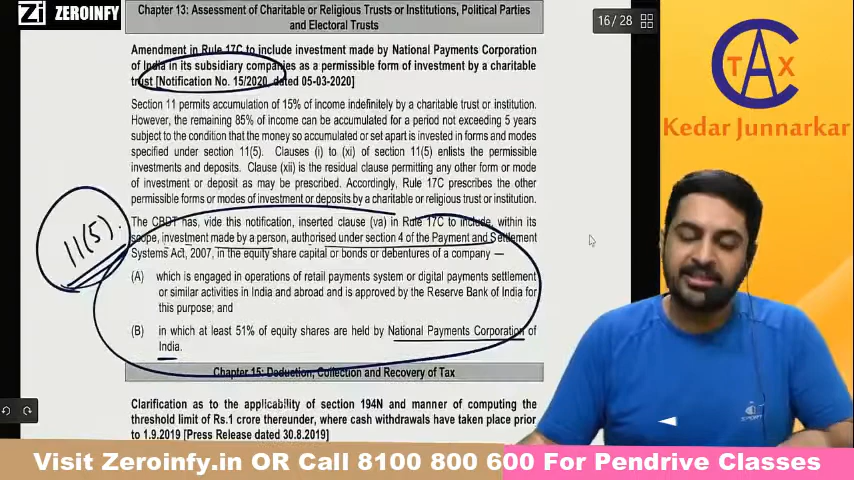 Zi ZEROINFY
Chapter 13: Assessment of Charitable or Religious Trusts or Institutions, Political Parties
and Electoral Trusts
16 / 28
Amendment in Rule 17C to include investment made by National Payments Corporation
of India in its subsidiary companies as a permissible form of investment by a charitable
trust [Notification No. 15/2020, dated 05-03-2020]
Section 11 permits accumulation of 15% of income indefinitely by a charitable trust or institution.
However, the remaining 85% of income can be accumulated for a period not exceeding 5 years
subject to the condition that the money so accumulated or set apart is invested in forms and modes
specified under section 11(5). Clauses (i) to (xi) of section 11(5) enlists the permissible
investments and deposits. Clause (xii) is the residual clause permitting any other form or mode
of investment or deposit as may be prescribed. Accordingly, Rule 17C prescribes the other
permissible forms or modes of investment or deposits by a charitable or religious trust or institution.
11(5).
The CBDT has, vide this notification, inserted clause (va) in Rule 17C to include, within its
scope, investment made by a person, authorised under section 4 of the Payment and Settlement
Systems Act, 2007, in the equity share capital or bonds or debentures of a company —
(A) which is engaged in operations of retail payments system or digital payments settlement
or similar activities in India and abroad and is approved by the Reserve Bank of India for
this purpose; and
(B) in which at least 51% of equity shares are held by National Payments Corporation of
India.
Chapter 15: Deduction, Collection and Recovery of Tax
Clarification as to the applicability of section 194N and manner of computing the
threshold limit of Rs.1 crore thereunder, where cash withdrawals have taken place prior
to 1.9.2019 [Press Release dated 30.8.2019]
TAX
Kedar Junnarkar
Visit Zeroinfy.in OR Call 8100 800 600 For Pendrive Classes